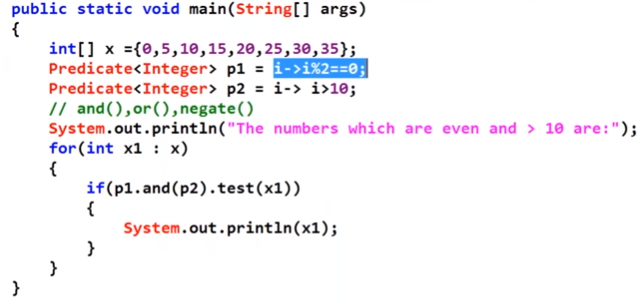 public static void main(String[] args)
{
int[] x ={0,5,10,15,20,25,30,35};
Predicate<Integer> p1 = i->i%2==0;
Predicate<Integer> p2 = i-> i>10;
// and(),or(),negate()
System.out.println("The numbers which are even and > 10 are:");
for(int x1 : x)
{
if(p1.and(p2).test(x1))
{
System.out.println(x1);
}
}
}